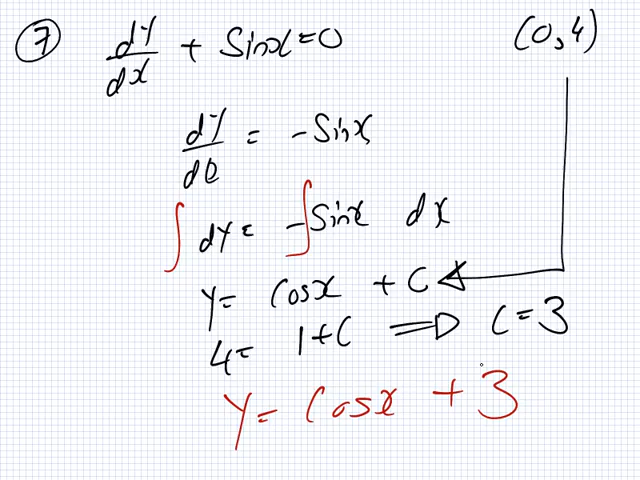 7 dy/dx + Sinx = 0 (0,4)
dy/dθ = -Sinx
∫ dy = -∫ Sinx dx
y = Cosx + C
4 = 1 + C ⇒ C = 3
y = Cosx + 3